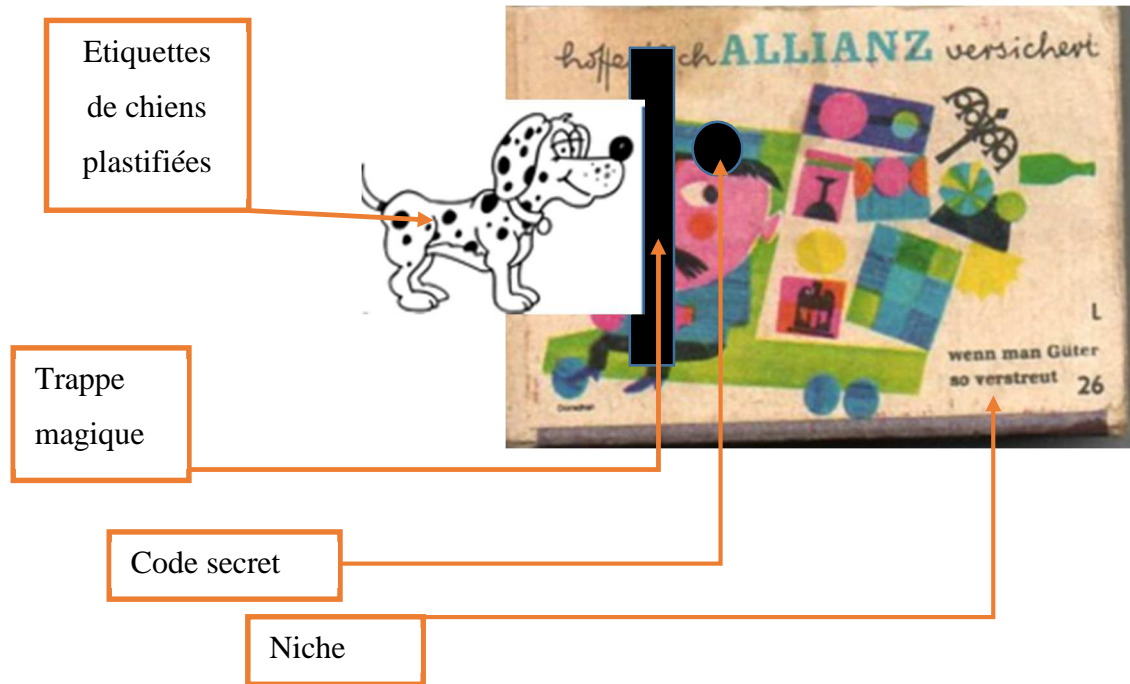 Etiquettes
de chiens
plastifiées
ALLIANZ versichert
wenn man Güter
so verstreut
L
26
Trappe
magique
Code secret
Niche